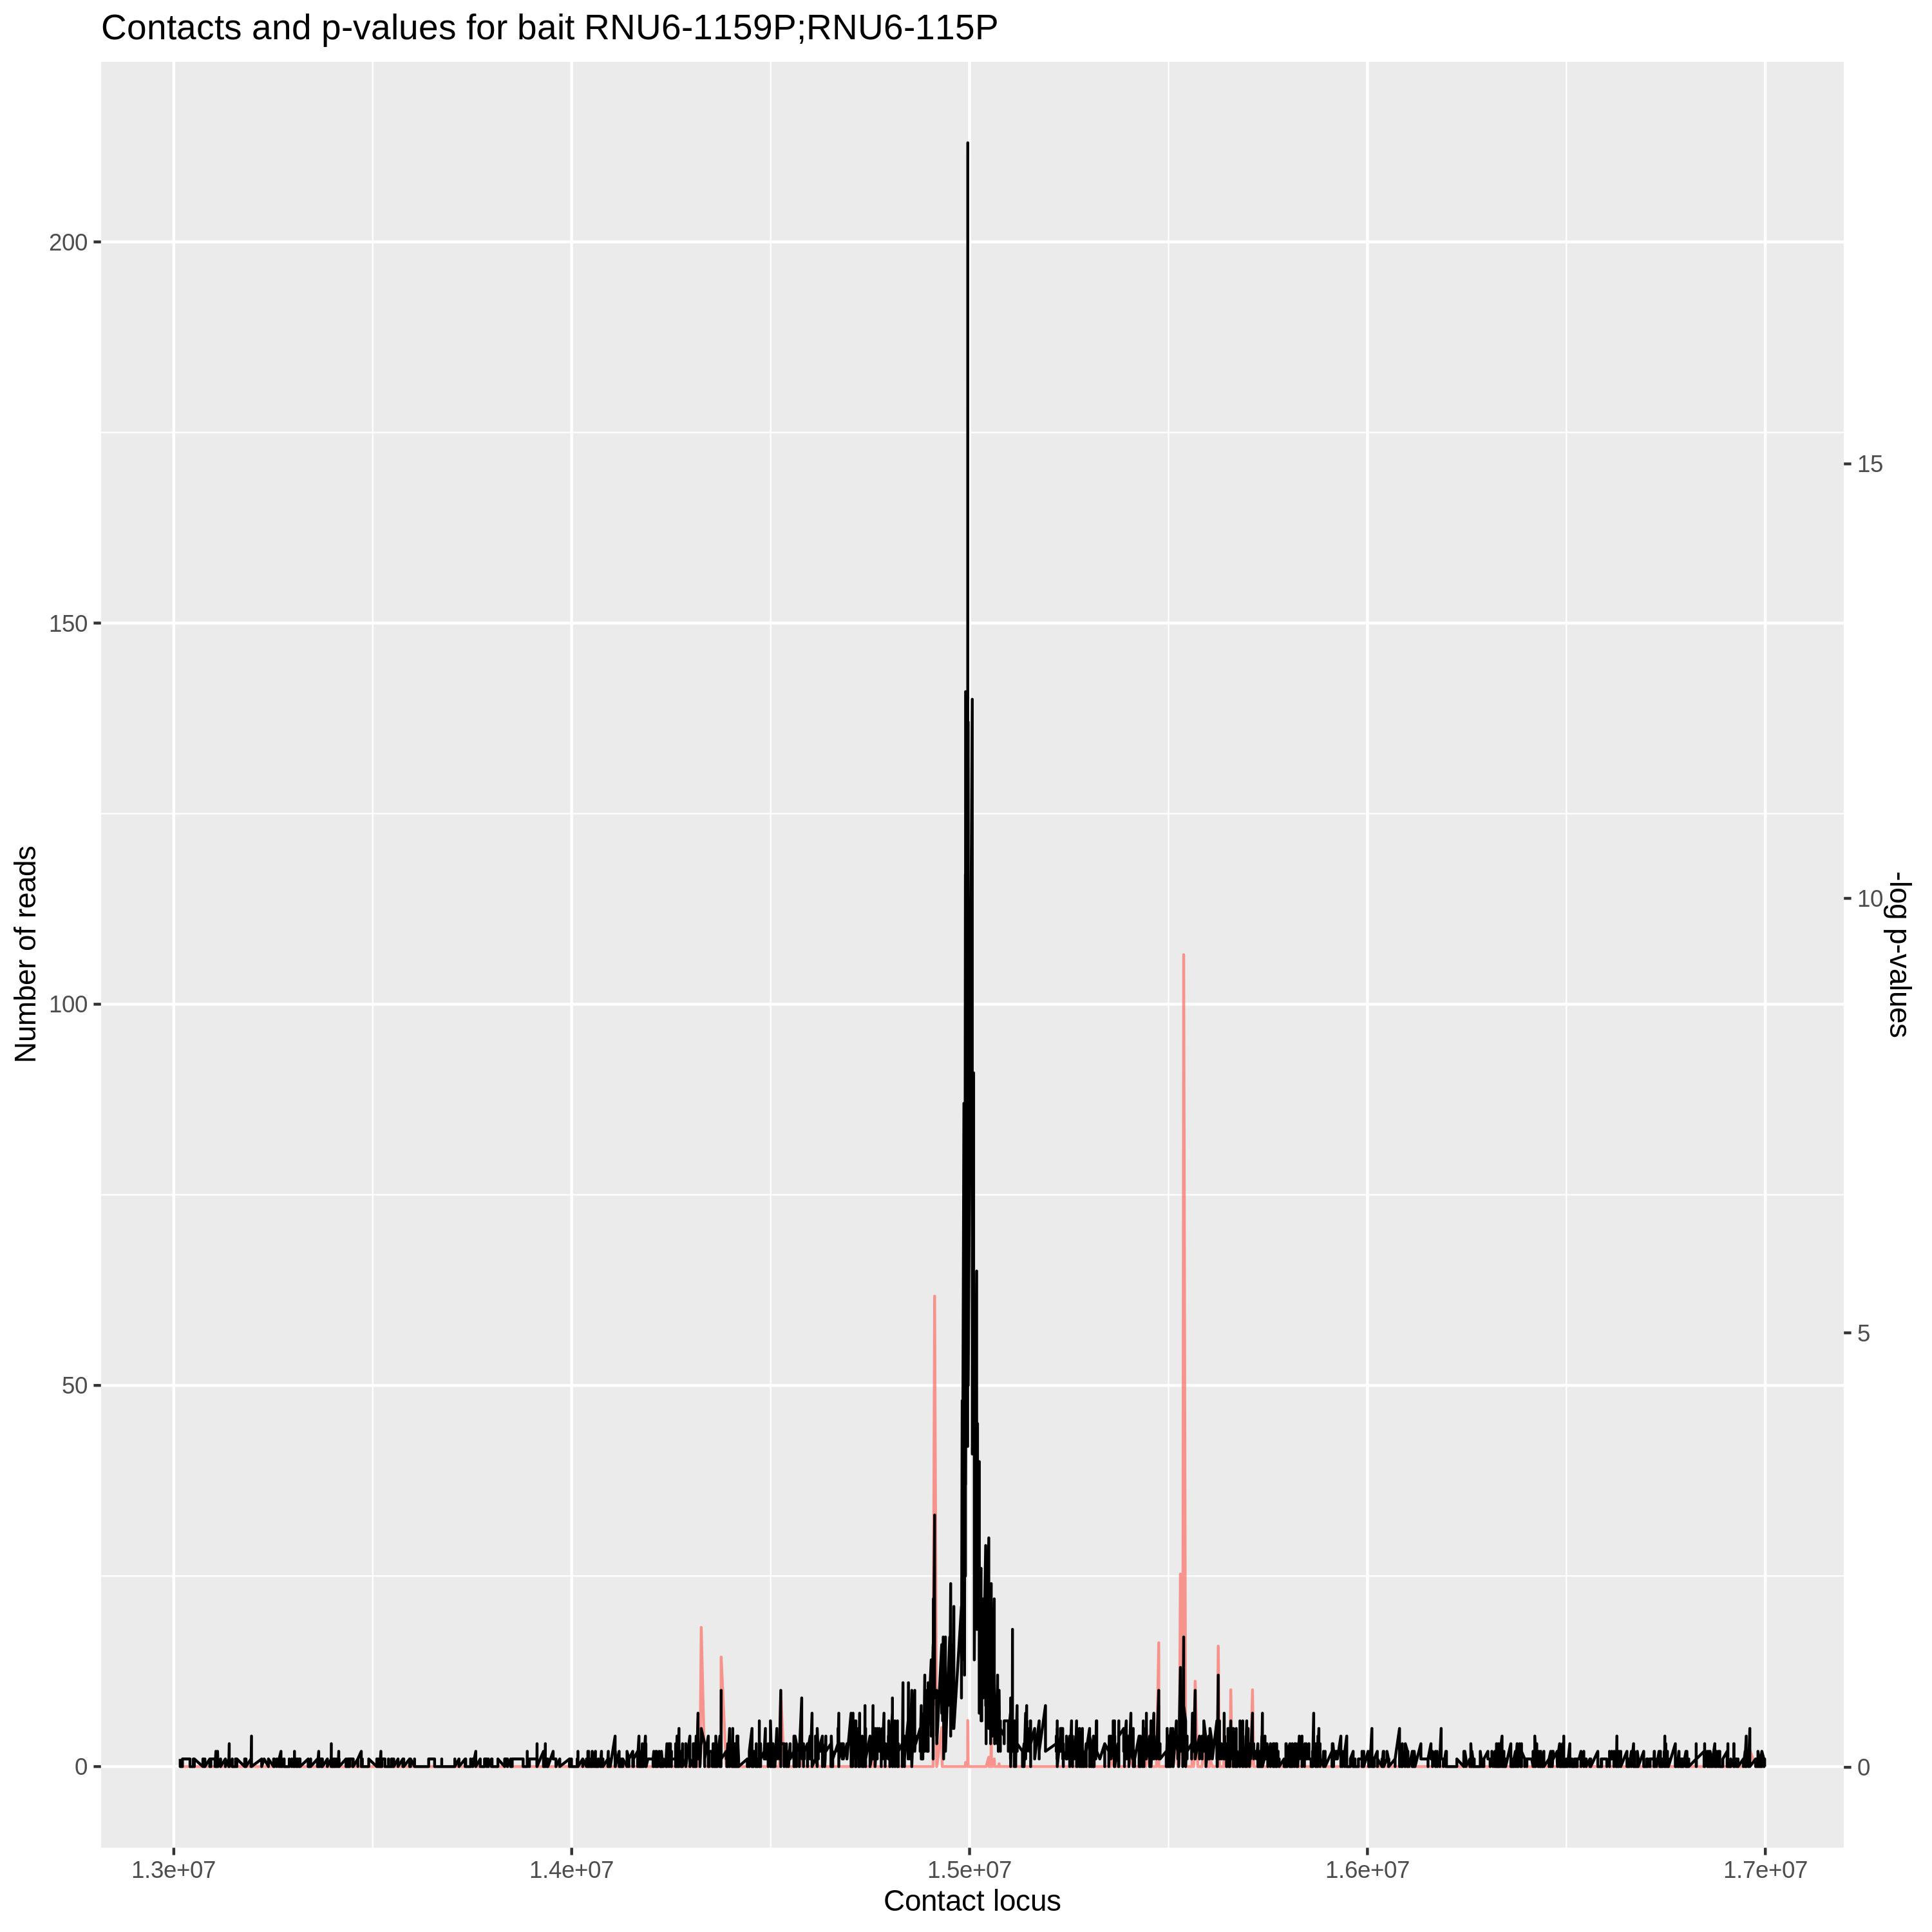 Contacts and p-values for bait RNU6-1159P;RNU6-115P
200
150
100
50
0
Number of reads
15
10
5
0
-log p-values
1.3e+07
1.4e+07
1.5e+07
1.6e+07
1.7e+07
Contact locus